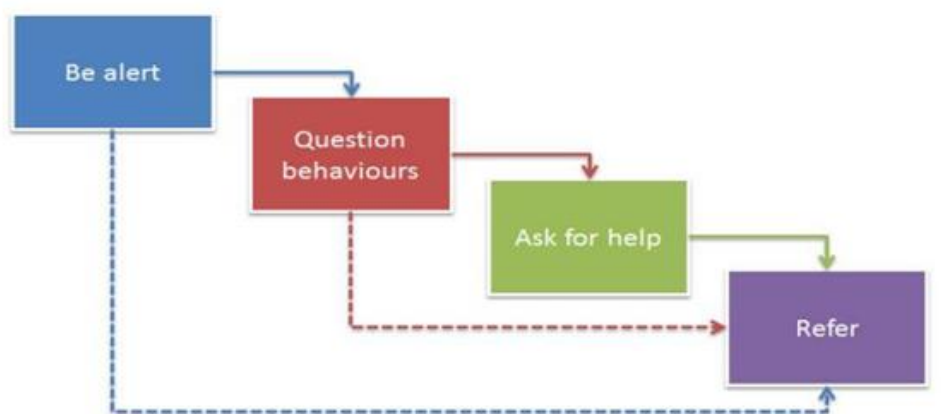 Be alert
Question
behaviours
Ask for help
Refer